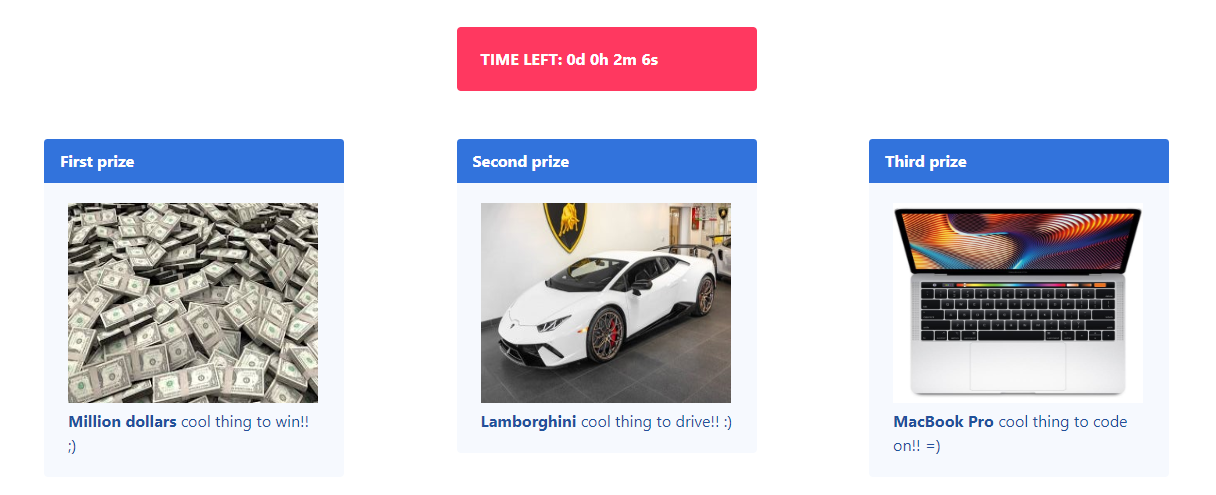 TIME LEFT: 0d 0h 2m 6s
First prize
Second prize
Third prize
Million dollars cool thing to win!!
;)
Lamborghini cool thing to drive!! :)
MacBook Pro cool thing to code
on!! =)